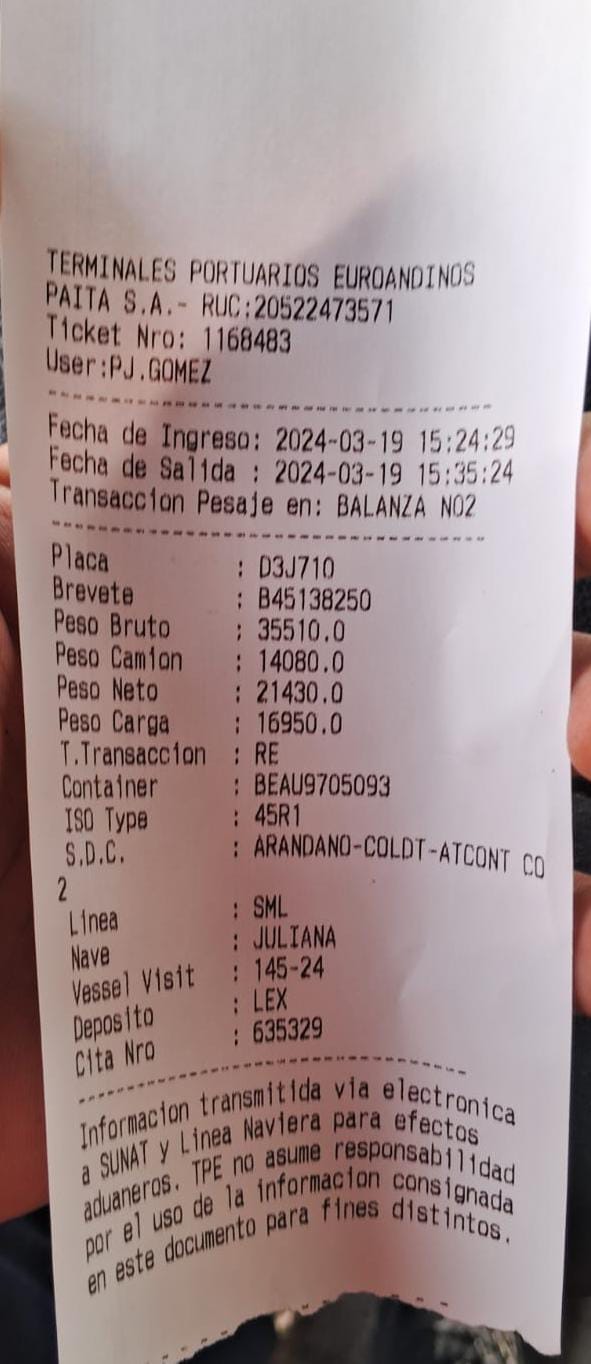 TERMINALES PORTUARIOS EUROANDINOS
PAITA S.A.- RUC:20522473571
Ticket Nro: 1168483
User:PJ.GOMEZ
Fecha de Ingreso: 2024-03-19 15:24:29
Fecha de Salida : 2024-03-19 15:35:24
Transaccion Pesaje en: BALANZA NO2
Placa : D3J710
Brevete : B45138250
Peso Bruto : 35510.0
Peso Camion : 14080.0
Peso Neto : 21430.0
Peso Carga : 16950.0
T.Transaccion : RE
Container : BEAU9705093
ISO Type : 45R1
S.D.C. : ARANDANO-COLDT-ATCONT CO
2
Linea : SML
Nave : JULIANA
Vessel Visit : 145-24
Deposito : LEX
Cita Nro : 635329
Informacion transmitida via electronica
a SUNAT y Linea Naviera para efectos
aduaneros. TPE no asume responsabilidad
por el uso de la informacion consignada
en este documento para fines distintos.